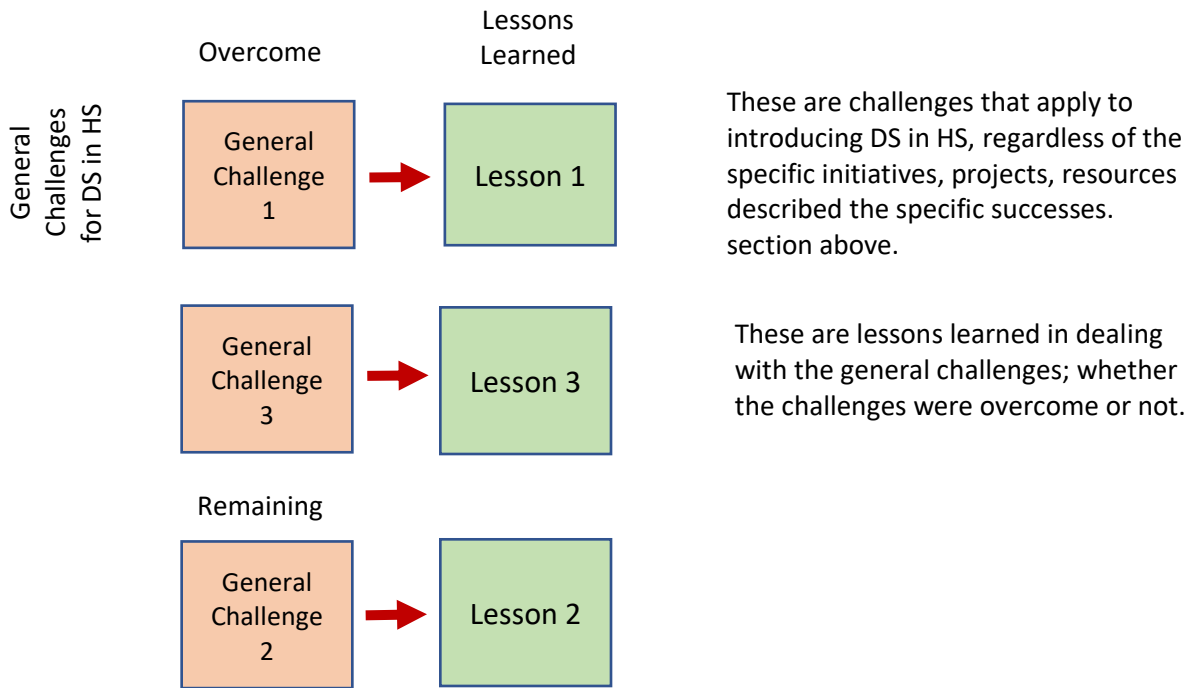 General
Challenges
for DS in HS
Overcome
Lessons
Learned
General
Challenge
1
Lesson 1
These are challenges that apply to
introducing DS in HS, regardless of the
specific initiatives, projects, resources
described the specific successes.
section above.
General
Challenge
3
Lesson 3
These are lessons learned in dealing
with the general challenges; whether
the challenges were overcome or not.
Remaining
General
Challenge
2
Lesson 2